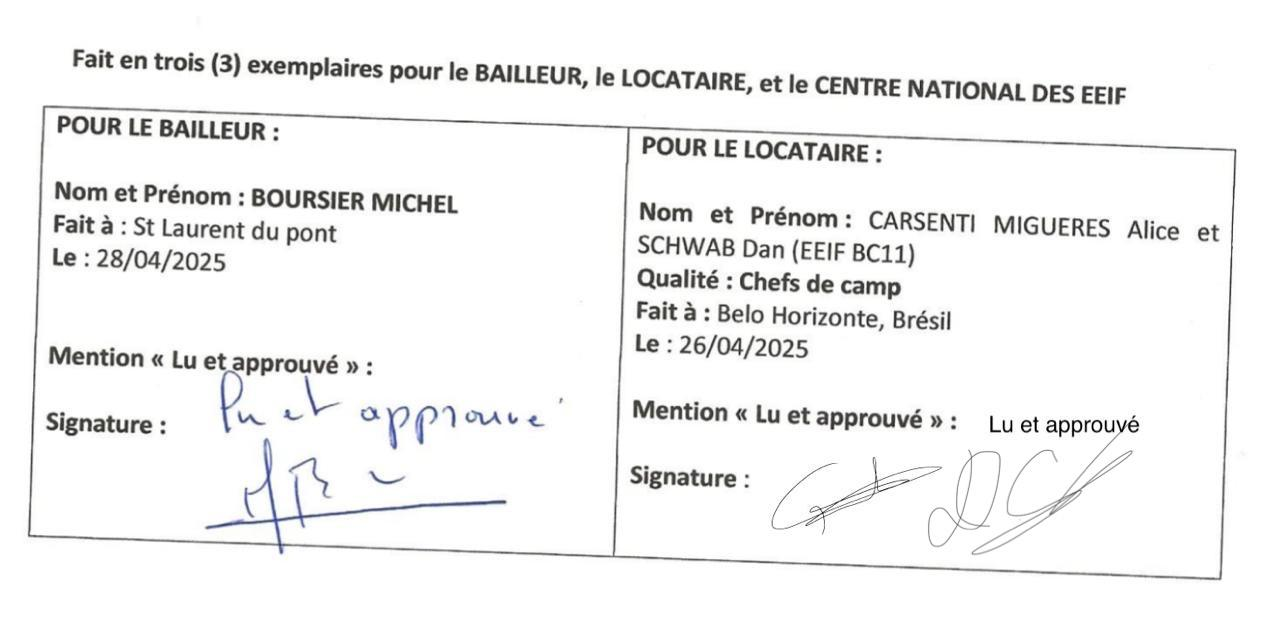 Fait en trois (3) exemplaires pour le BAILLEUR, le LOCATAIRE, et le CENTRE NATIONAL DES EEIF
POUR LE BAILLEUR :
Nom et Prénom : BOURSIER MICHEL
Fait à : St Laurent du pont
Le : 28/04/2025
Mention « Lu et approuvé » :
Lu et approuvé
Signature :
POUR LE LOCATAIRE :
Nom et Prénom : CARSENTI MIGUERES Alice et
SCHWAB Dan (EEIF BC11)
Qualité : Chefs de camp
Fait à : Belo Horizonte, Brésil
Le : 26/04/2025
Mention « Lu et approuvé » : Lu et approuvé
Signature :